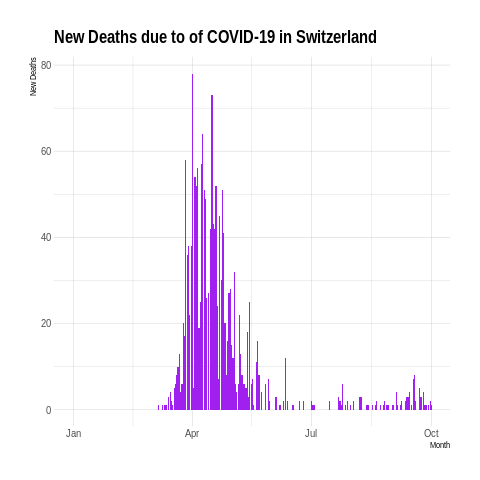 New Deaths due to of COVID-19 in Switzerland
New Deaths
80
60
40
20
0
Jan
Apr
Jul
Oct
Month